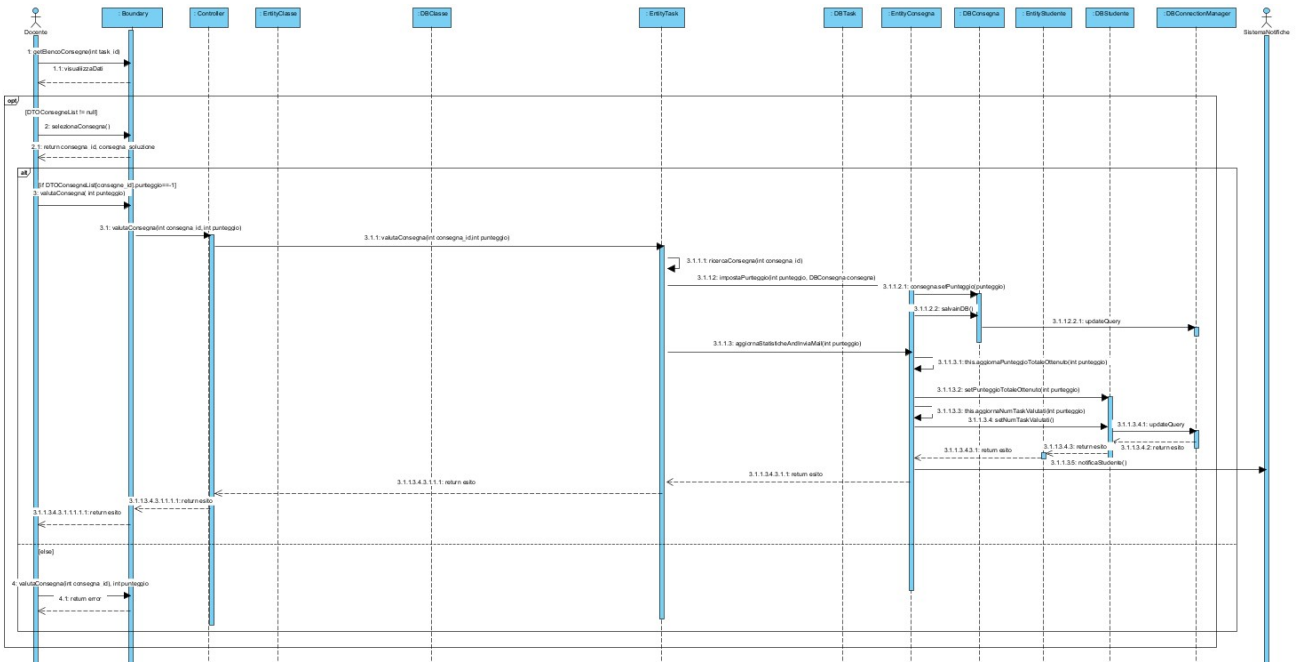 : Boundary
: Controller
: EntityClasse
: DBClasse
: EntityTask
: DBTask
: EntityConsegna
: DBConsegna
: EntityStudente
: DBStudente
: DBConnectionManager
Docente
SistemaNotifiche
1: getElencoConsegne(int task_id)
1.1: visualizzaDati
opt
[DTOConsegneList != null]
2: selezionaConsegne()
2.1: return consegna_id, consegna_soluzione
alt
[if DTOConsegneList[consegna_id].punteggio==-1]
3: valutaConsegna( int punteggio)
3.1: valutaConsegna(int consegna_id, int punteggio)
3.1.1: valutaConsegna(int consegna_id,int punteggio)
3.1.1.1: ricercaConsegna(int consegna_id)
3.1.1.2: impostaPunteggio(int punteggio, DBConsegna consegna)
3.1.1.2.1: consegna.setPunteggio(punteggio)
3.1.1.2.2: salvainDB()
3.1.1.2.2.1: updateQuery
3.1.1.3: aggiornaStatisticheAndInviaMail(int punteggio)
3.1.1.3.1: this.aggiornaPunteggioTotaleOttenuto(int punteggio)
3.1.1.3.2: setPunteggioTotaleOttenuto(int punteggio)
3.1.1.3.3: this.aggiornaNumTaskValutati(int punteggio)
3.1.1.3.4: setNumTaskValutati()
3.1.1.3.4.1: updateQuery
3.1.1.3.4.2: return esito
3.1.1.3.4.3: return esito
3.1.1.3.4.3.1: return esito
3.1.1.3.5: notificaStudente()
3.1.1.3.4.3.1.1: return esito
3.1.1.3.4.3.1.1.1: return esito
3.1.1.3.4.3.1.1.1.1: return esito
3.1.1.3.4.3.1.1.1.1.1: return esito
[else]
4: valutaConsegna(int consegna_id), int punteggio
4.1: return error